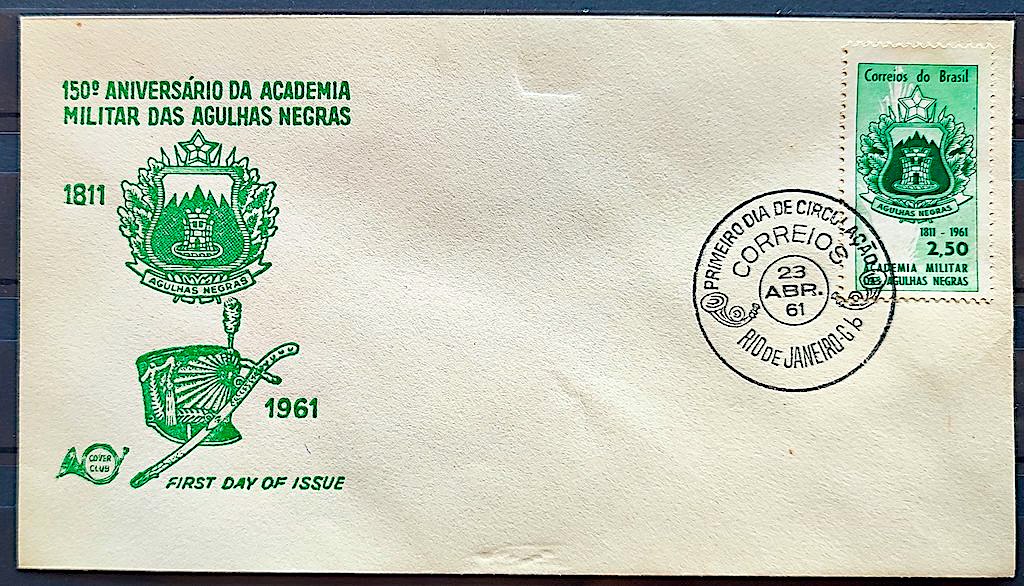 150º ANIVERSÁRIO DA ACADEMIA
MILITAR DAS AGULHAS NEGRAS
1811
AGULHAS NEGRAS
1961
COVER
CLUB
FIRST DAY OF ISSUE
Correios do Brasil
AGULHAS NEGRAS
1811 - 1961
2,50
ACADEMIA MILITAR
DAS AGULHAS NEGRAS
PRIMEIRO DIA DE CIRCULAÇÃO
CORREIOS
23
ABR.
61
RIO DE JANEIRO-Gb